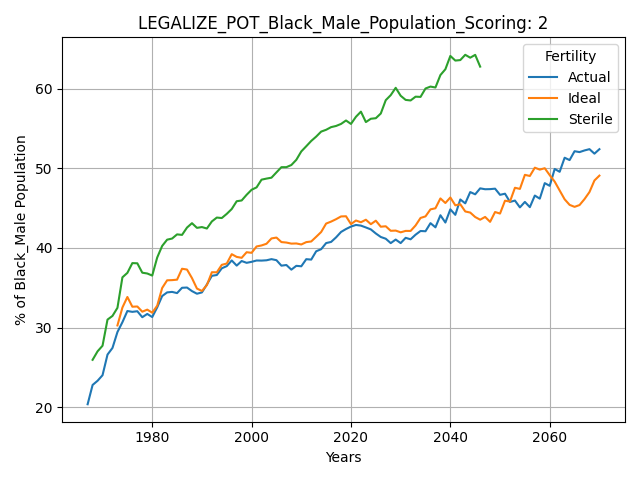 LEGALIZE_POT_Black_Male_Population_Scoring: 2
% of Black_Male Population
60
50
40
30
20
Fertility
Actual
Ideal
Sterile
1980
2000
2020
2040
2060
Years